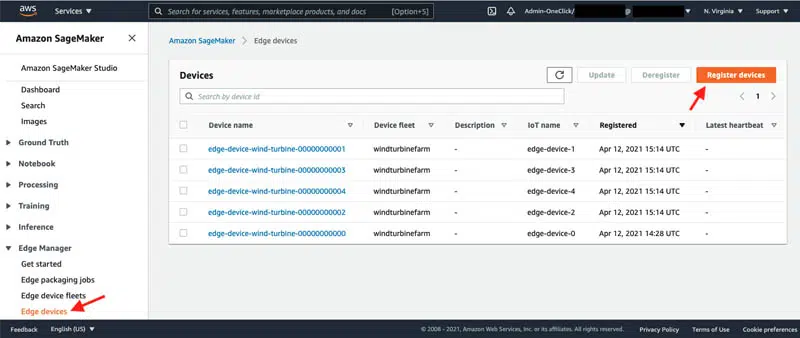 aws
Services
Search for services, features, marketplace products, and docs [Option+S]
Admin-OneClick/ @
N. Virginia
Support
Amazon SageMaker
Amazon SageMaker Studio
Dashboard
Search
Images
Ground Truth
Notebook
Processing
Training
Inference
Edge Manager
Get started
Edge packaging jobs
Edge device fleets
Edge devices
Amazon SageMaker > Edge devices
Devices
Update
Deregister
Register devices
Search by device id
1
Device name Device fleet Description IoT name Registered Latest heartbeat
edge-device-wind-turbine-00000000001 windturbinefarm - edge-device-1 Apr 12, 2021 15:14 UTC -
edge-device-wind-turbine-00000000003 windturbinefarm - edge-device-3 Apr 12, 2021 15:14 UTC -
edge-device-wind-turbine-00000000004 windturbinefarm - edge-device-4 Apr 12, 2021 15:14 UTC -
edge-device-wind-turbine-00000000002 windturbinefarm - edge-device-2 Apr 12, 2021 15:14 UTC -
edge-device-wind-turbine-00000000000 windturbinefarm - edge-device-0 Apr 12, 2021 14:28 UTC -
Feedback English (US) © 2008 - 2021, Amazon Web Services, Inc. or its affiliates. All rights reserved. Privacy Policy Terms of Use Cookie preferences